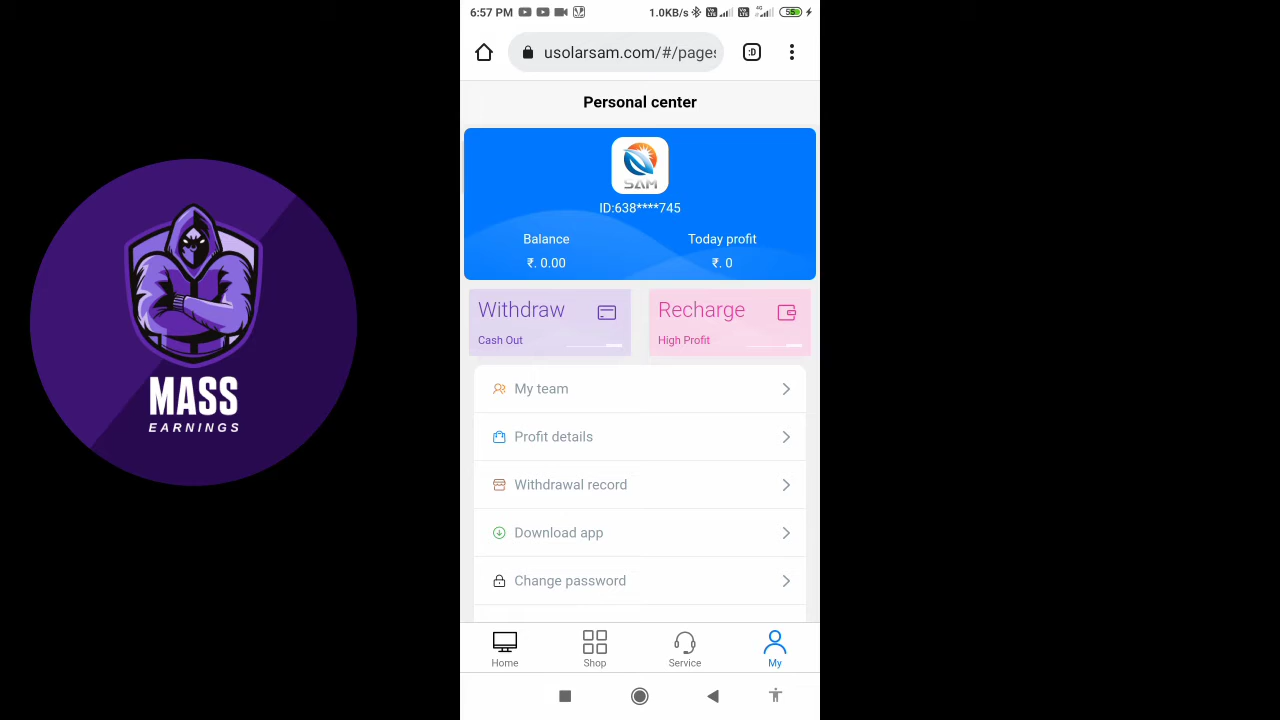 6:57 PM
1.0KB/s
4G
55
usolarsam.com/#/pages
:D
Personal center
SAM
ID:638****745
Balance
Today profit
₹. 0.00
₹. 0
Withdraw
Cash Out
Recharge
High Profit
My team
Profit details
Withdrawal record
Download app
Change password
Home
Shop
Service
My
MASS
EARNINGS